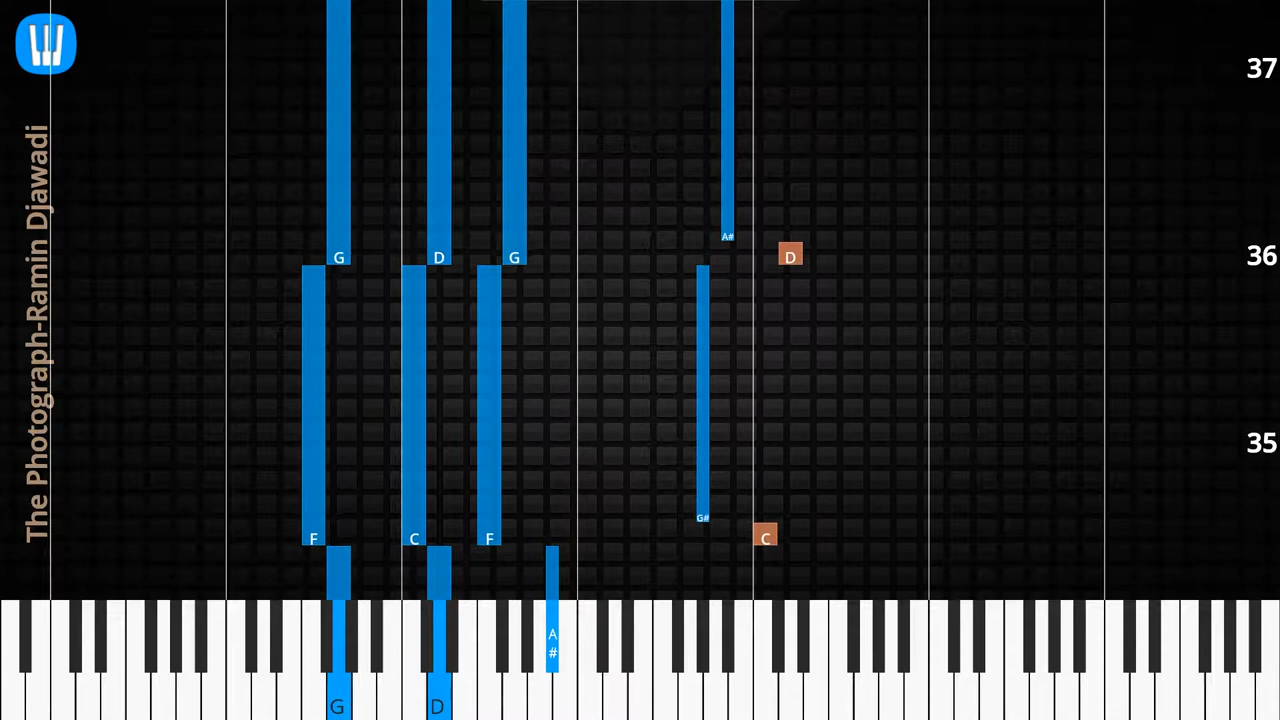 The Photograph-Ramin Djawadi
37
A#
G D G D
36
35
G#
F C F C
A
#
G D